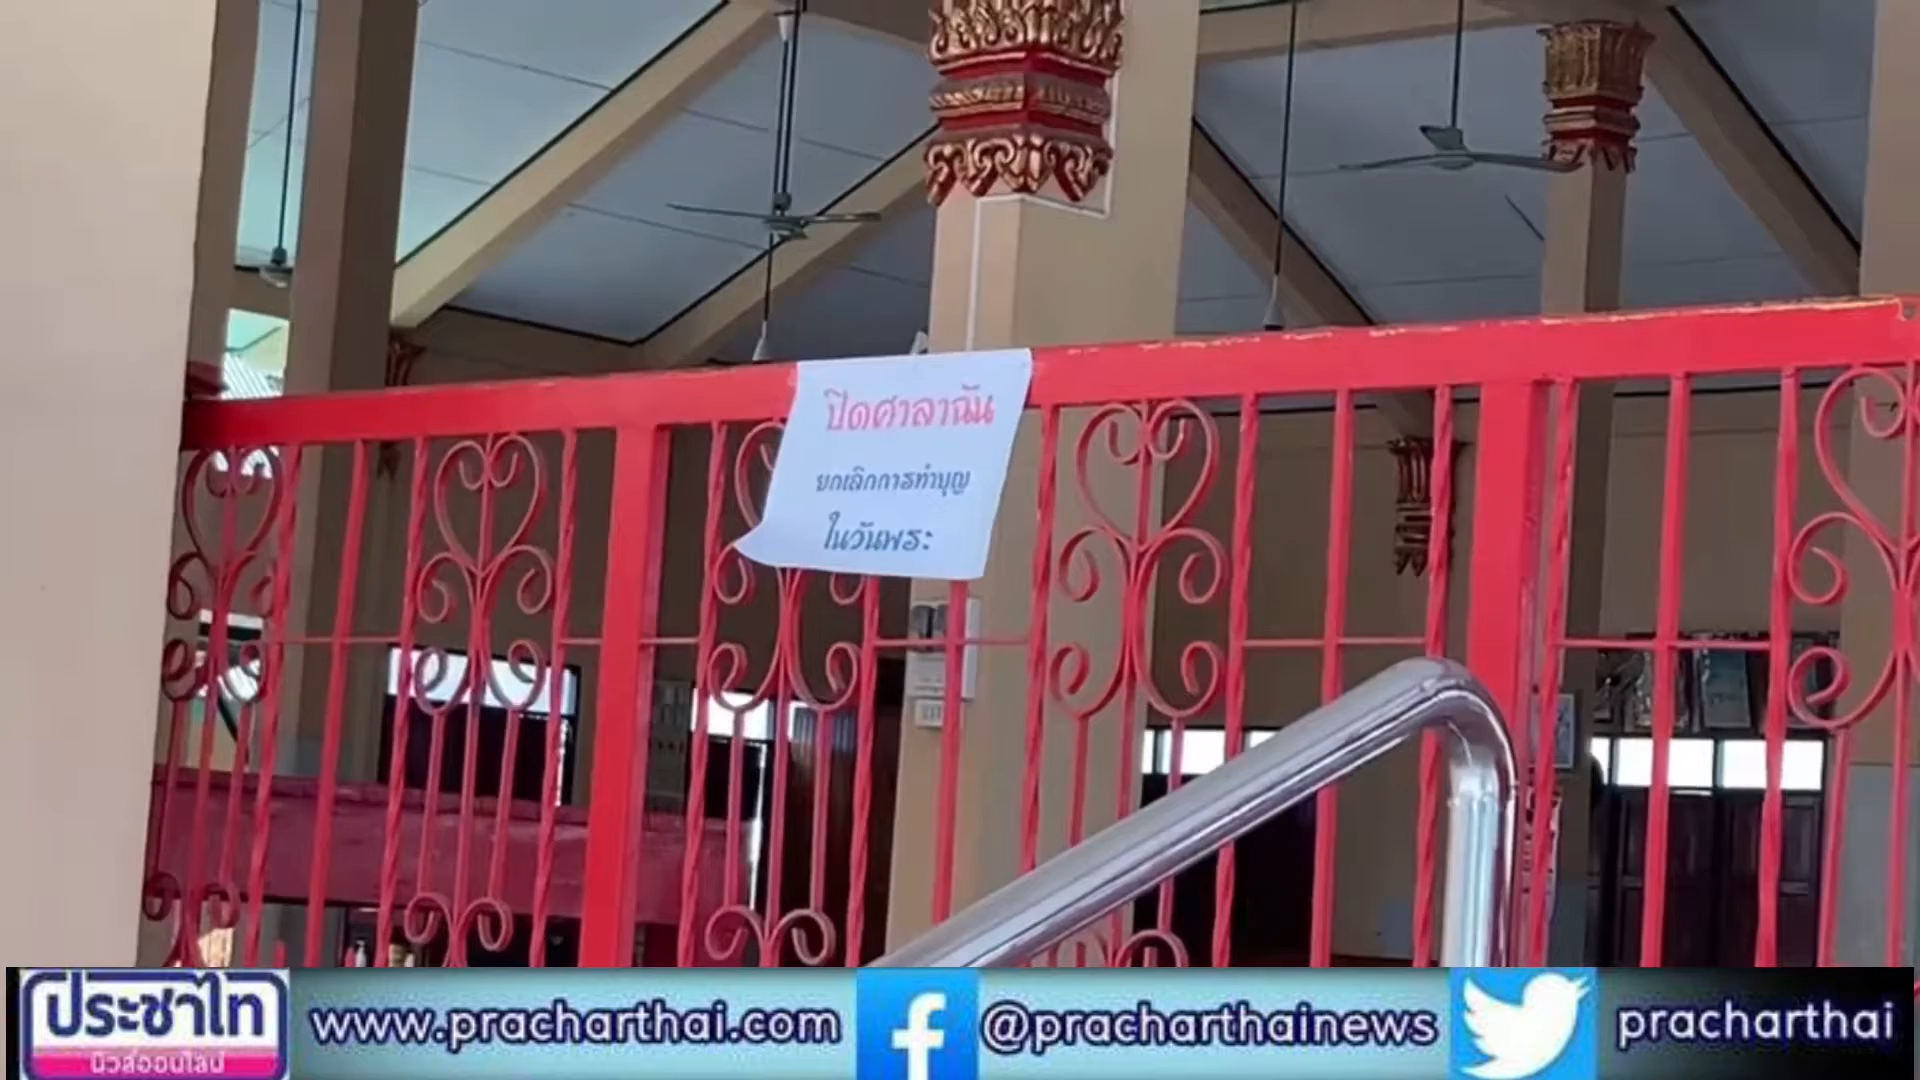 ปิดศาลาฉัน
ยกเลิกการทำบุญ
ในวันพระ
ประชาไท
นิวส์ออนไลน์
www.pracharthai.com
@pracharthainews
pracharthai